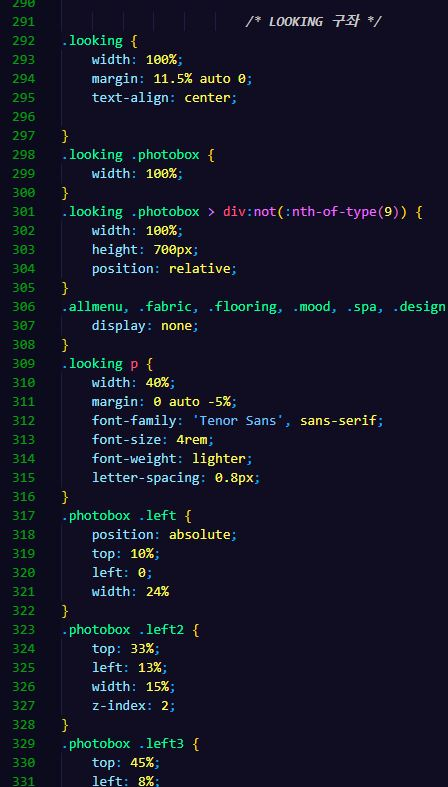 290
291 /* LOOKING 구좌 */
292 .looking {
293 width: 100%;
294 margin: 11.5% auto 0;
295 text-align: center;
296
297 }
298 .looking .photobox {
299 width: 100%;
300 }
301 .looking .photobox > div:not(:nth-of-type(9)) {
302 width: 100%;
303 height: 700px;
304 position: relative;
305 }
306 .allmenu, .fabric, .flooring, .mood, .spa, .design
307 display: none;
308 }
309 .looking p {
310 width: 40%;
311 margin: 0 auto -5%;
312 font-family: 'Tenor Sans', sans-serif;
313 font-size: 4rem;
314 font-weight: lighter;
315 letter-spacing: 0.8px;
316 }
317 .photobox .left {
318 position: absolute;
319 top: 10%;
320 left: 0;
321 width: 24%
322 }
323 .photobox .left2 {
324 top: 33%;
325 left: 13%;
326 width: 15%;
327 z-index: 2;
328 }
329 .photobox .left3 {
330 top: 45%;
331 left: 8%;